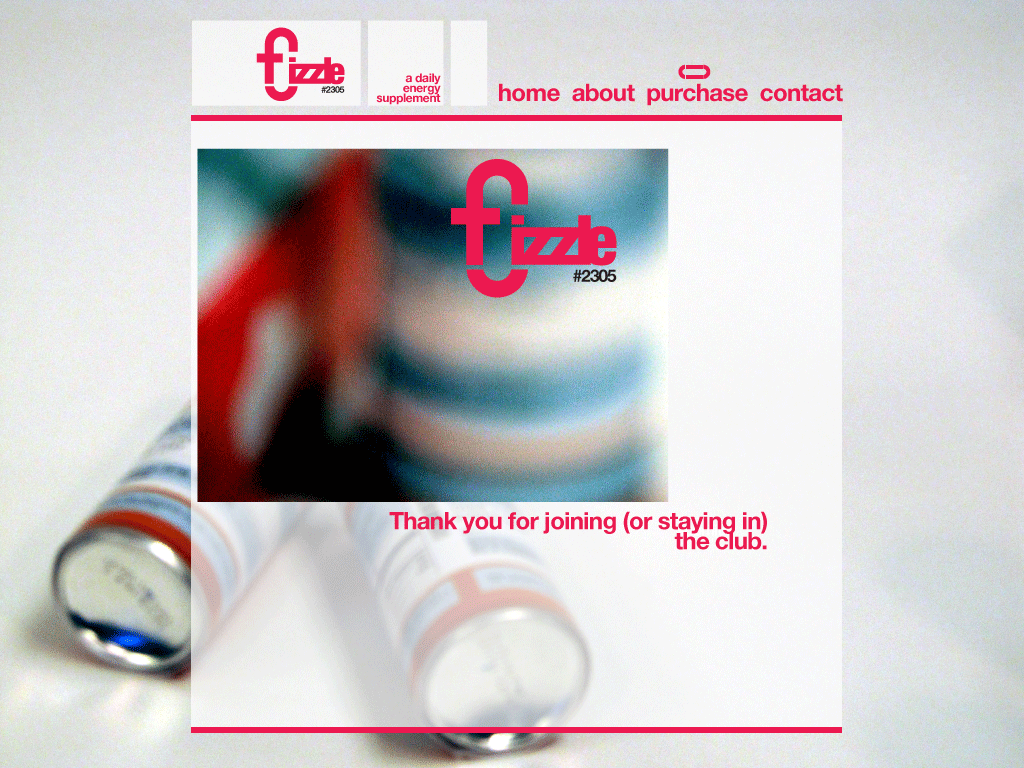 fizzle
#2305
a daily
energy
supplement
home about purchase contact
fizzle
#2305
Thank you for joining (or staying in)
the club.